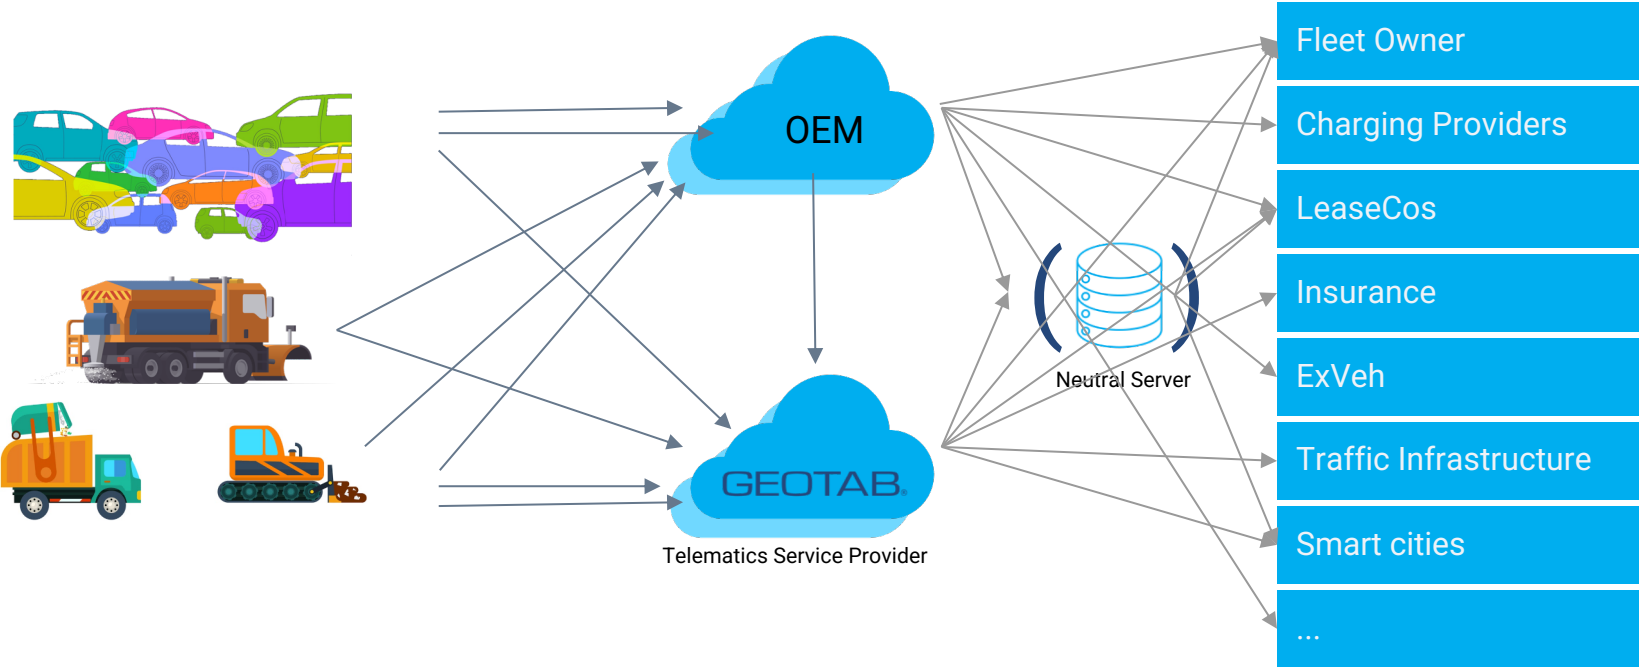 OEM
GEOTAB®
Telematics Service Provider
Neutral Server
Fleet Owner
Charging Providers
LeaseCos
Insurance
ExVeh
Traffic Infrastructure
Smart cities
...